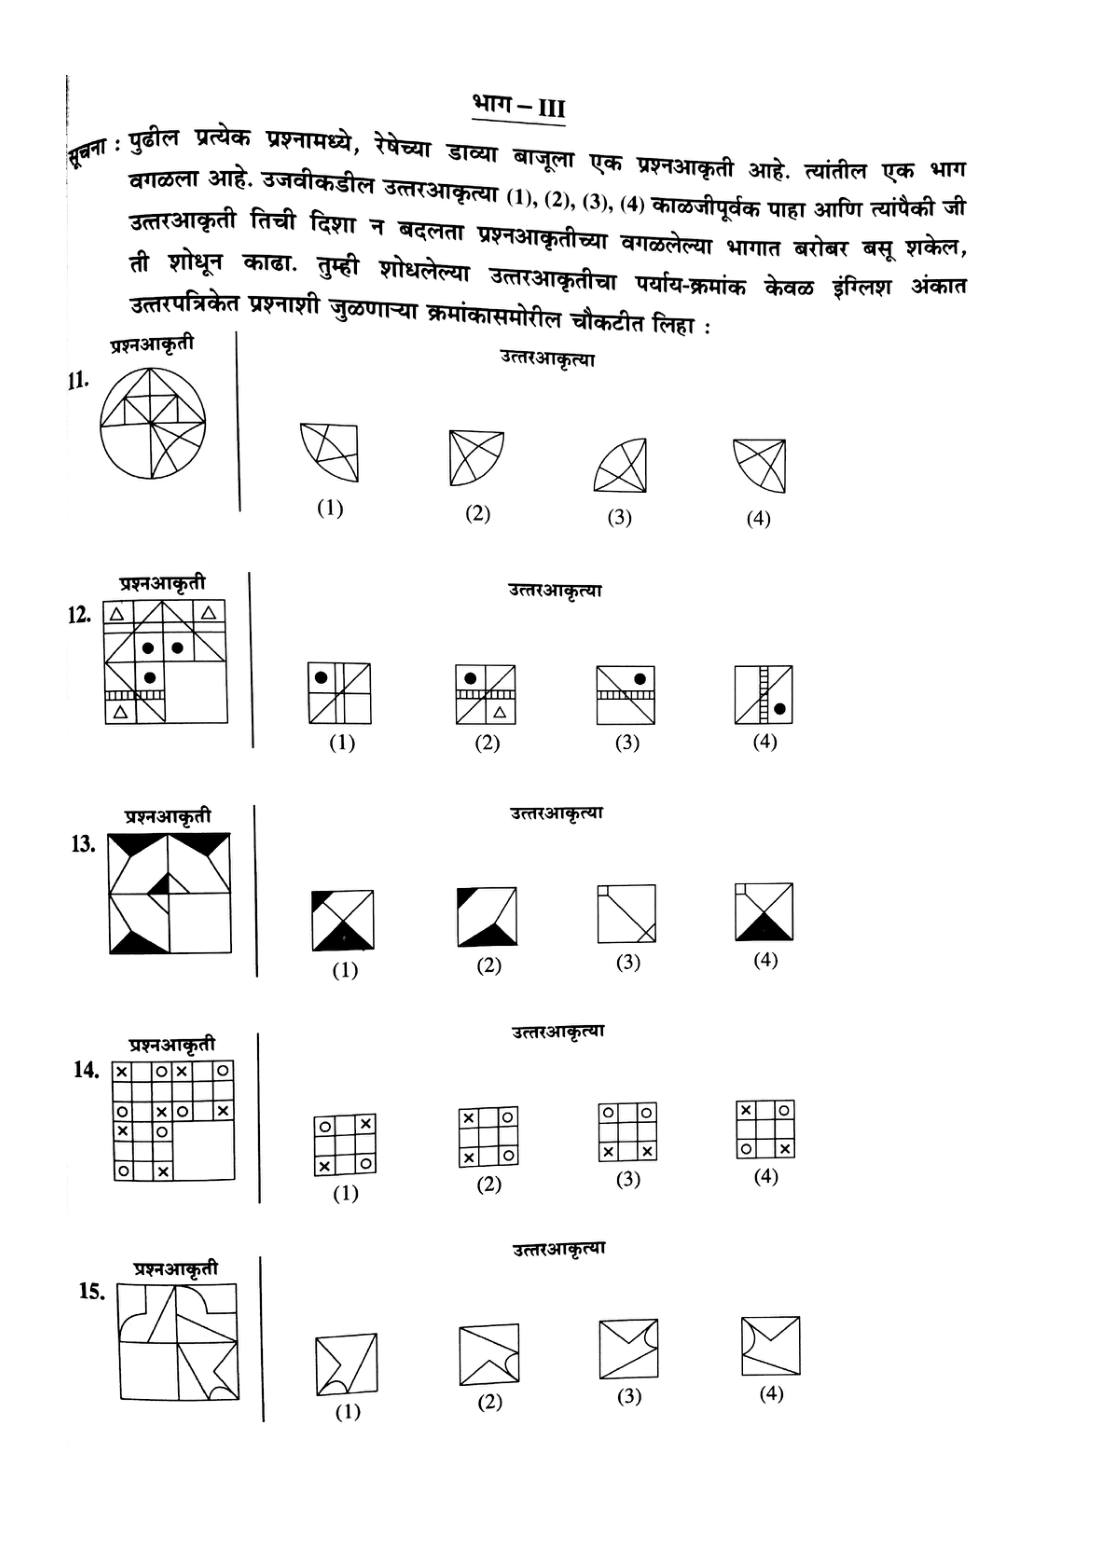 भाग – III
सूचना : पुढील प्रत्येक प्रश्नामध्ये, रेषेच्या डाव्या बाजूला एक प्रश्नआकृती आहे. त्यांतील एक भाग
वगळला आहे. उजवीकडील उत्तरआकृत्या (1), (2), (3), (4) काळजीपूर्वक पाहा आणि त्यांपैकी जी
उत्तरआकृती तिची दिशा न बदलता प्रश्नआकृतीच्या वगळलेल्या भागात बरोबर बसू शकेल,
ती शोधून काढा. तुम्ही शोधलेल्या उत्तरआकृतीचा पर्याय-क्रमांक केवळ इंग्लिश अंकात
उत्तरपत्रिकेत प्रश्नाशी जुळणाऱ्या क्रमांकासमोरील चौकटीत लिहा :
प्रश्नआकृती उत्तरआकृत्या
11.
(1) (2) (3) (4)
प्रश्नआकृती उत्तरआकृत्या
12.
(1) (2) (3) (4)
प्रश्नआकृती उत्तरआकृत्या
13.
(1) (2) (3) (4)
प्रश्नआकृती उत्तरआकृत्या
14.
(1) (2) (3) (4)
प्रश्नआकृती उत्तरआकृत्या
15.
(1) (2) (3) (4)